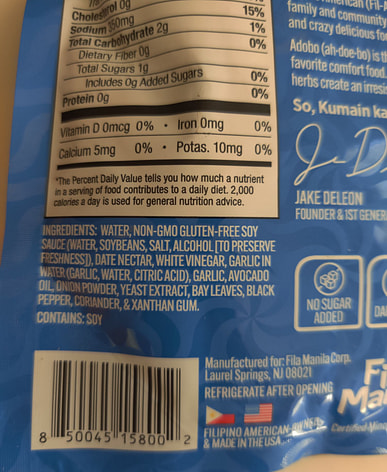 Cholesterol 0g
15%
Sodium 350mg
1%
Total Carbohydrate 2g
0%
Dietary Fiber 0g
Total Sugars 1g
Includes 0g Added Sugars 0%
Protein 0g 0%
Vitamin D 0mcg 0% • Iron 0mg 0%
Calcium 5mg 0% • Potas. 10mg 0%
*The Percent Daily Value tells you how much a nutrient
in a serving of food contributes to a daily diet. 2,000
calories a day is used for general nutrition advice.
INGREDIENTS: WATER, NON-GMO GLUTEN-FREE SOY
SAUCE (WATER, SOYBEANS, SALT, ALCOHOL [TO PRESERVE
FRESHNESS]), DATE NECTAR, WHITE VINEGAR, GARLIC IN
WATER (GARLIC, WATER, CITRIC ACID), GARLIC, AVOCADO
OIL, ONION POWDER, YEAST EXTRACT, BAY LEAVES, BLACK
PEPPER, CORIANDER, & XANTHAN GUM.
CONTAINS: SOY
8 50045 15800 2
family and community
and crazy delicious fo
Adobo (ah-doe-bo) is th
favorite comfort food
herbs create an irresis
So, Kumain ka
JAKE DELEON
FOUNDER & 1ST GENER
NO SUGAR
ADDED
DA
Manufactured for: Fila Manila Corp.
Laurel Springs, NJ 08021
REFRIGERATE AFTER OPENING
FILIPINO AMERICAN-OWNED
& MADE IN THE USA
Fi
Ma
Certified Mino